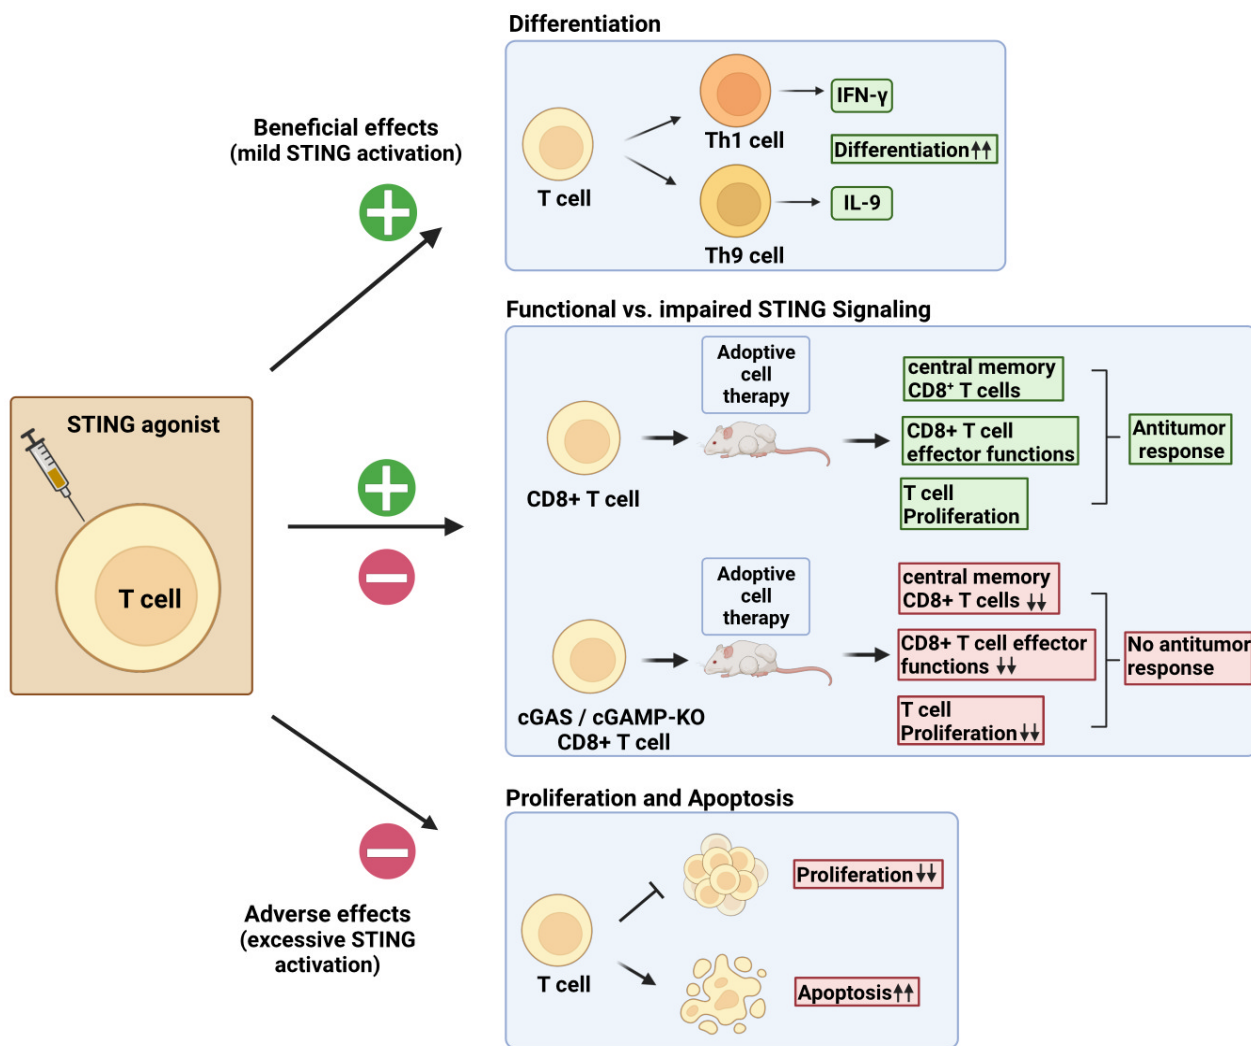 Differentiation
Beneficial effects
(mild STING activation)
T cell
Th1 cell
IFN-γ
Differentiation↑↑
Th9 cell
IL-9
Functional vs. impaired STING Signaling
STING agonist
T cell
CD8+ T cell
Adoptive
cell
therapy
central memory
CD8⁺ T cells
CD8+ T cell
effector functions
T cell
Proliferation
Antitumor
response
cGAS / cGAMP-KO
CD8+ T cell
Adoptive
cell
therapy
central memory
CD8+ T cells ↓↓
CD8+ T cell effector
functions ↓↓
T cell
Proliferation↓↓
No antitumor
response
Adverse effects
(excessive STING
activation)
Proliferation and Apoptosis
T cell
Proliferation↓↓
Apoptosis↑↑